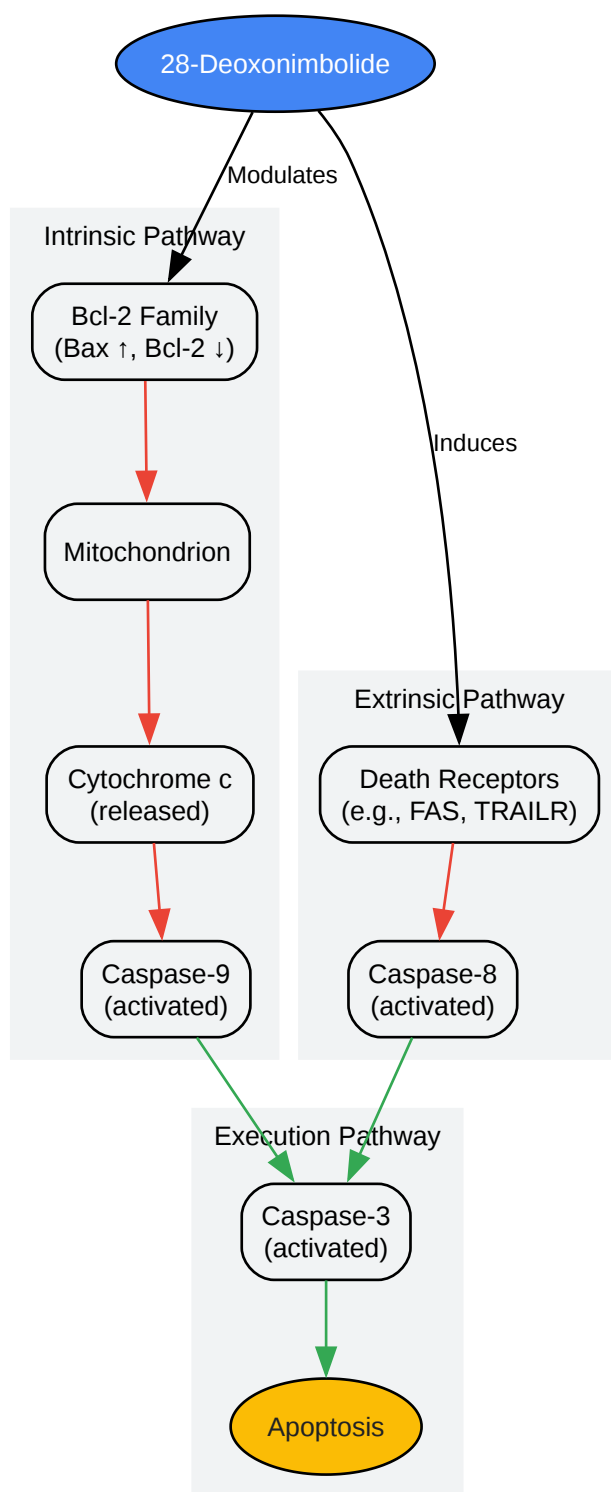 28-Deoxonimbolide
Modulates
Intrinsic Pathway
Bcl-2 Family
(Bax ↑, Bcl-2 ↓)
Induces
Mitochondrion
Extrinsic Pathway
Cytochrome c
(released)
Death Receptors
(e.g., FAS, TRAILR)
Caspase-9
(activated)
Caspase-8
(activated)
Execution Pathway
Caspase-3
(activated)
Apoptosis